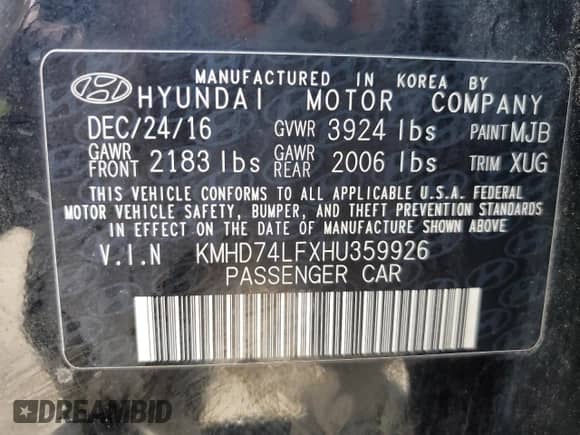 MANUFACTURED IN KOREA BY
HYUNDAI MOTOR COMPANY
DEC/24/16 GVWR 3924 lbs PAINT MJB
GAWR FRONT 2183 lbs GAWR REAR 2006 lbs TRIM XUG
THIS VEHICLE CONFORMS TO ALL APPLICABLE U.S.A. FEDERAL
MOTOR VEHICLE SAFETY, BUMPER, AND THEFT PREVENTION STANDARDS
IN EFFECT ON THE DATE OF MANUFACTURE SHOWN ABOVE.
V.I.N KMHD74LFXHU359926
PASSENGER CAR
DREAMBID